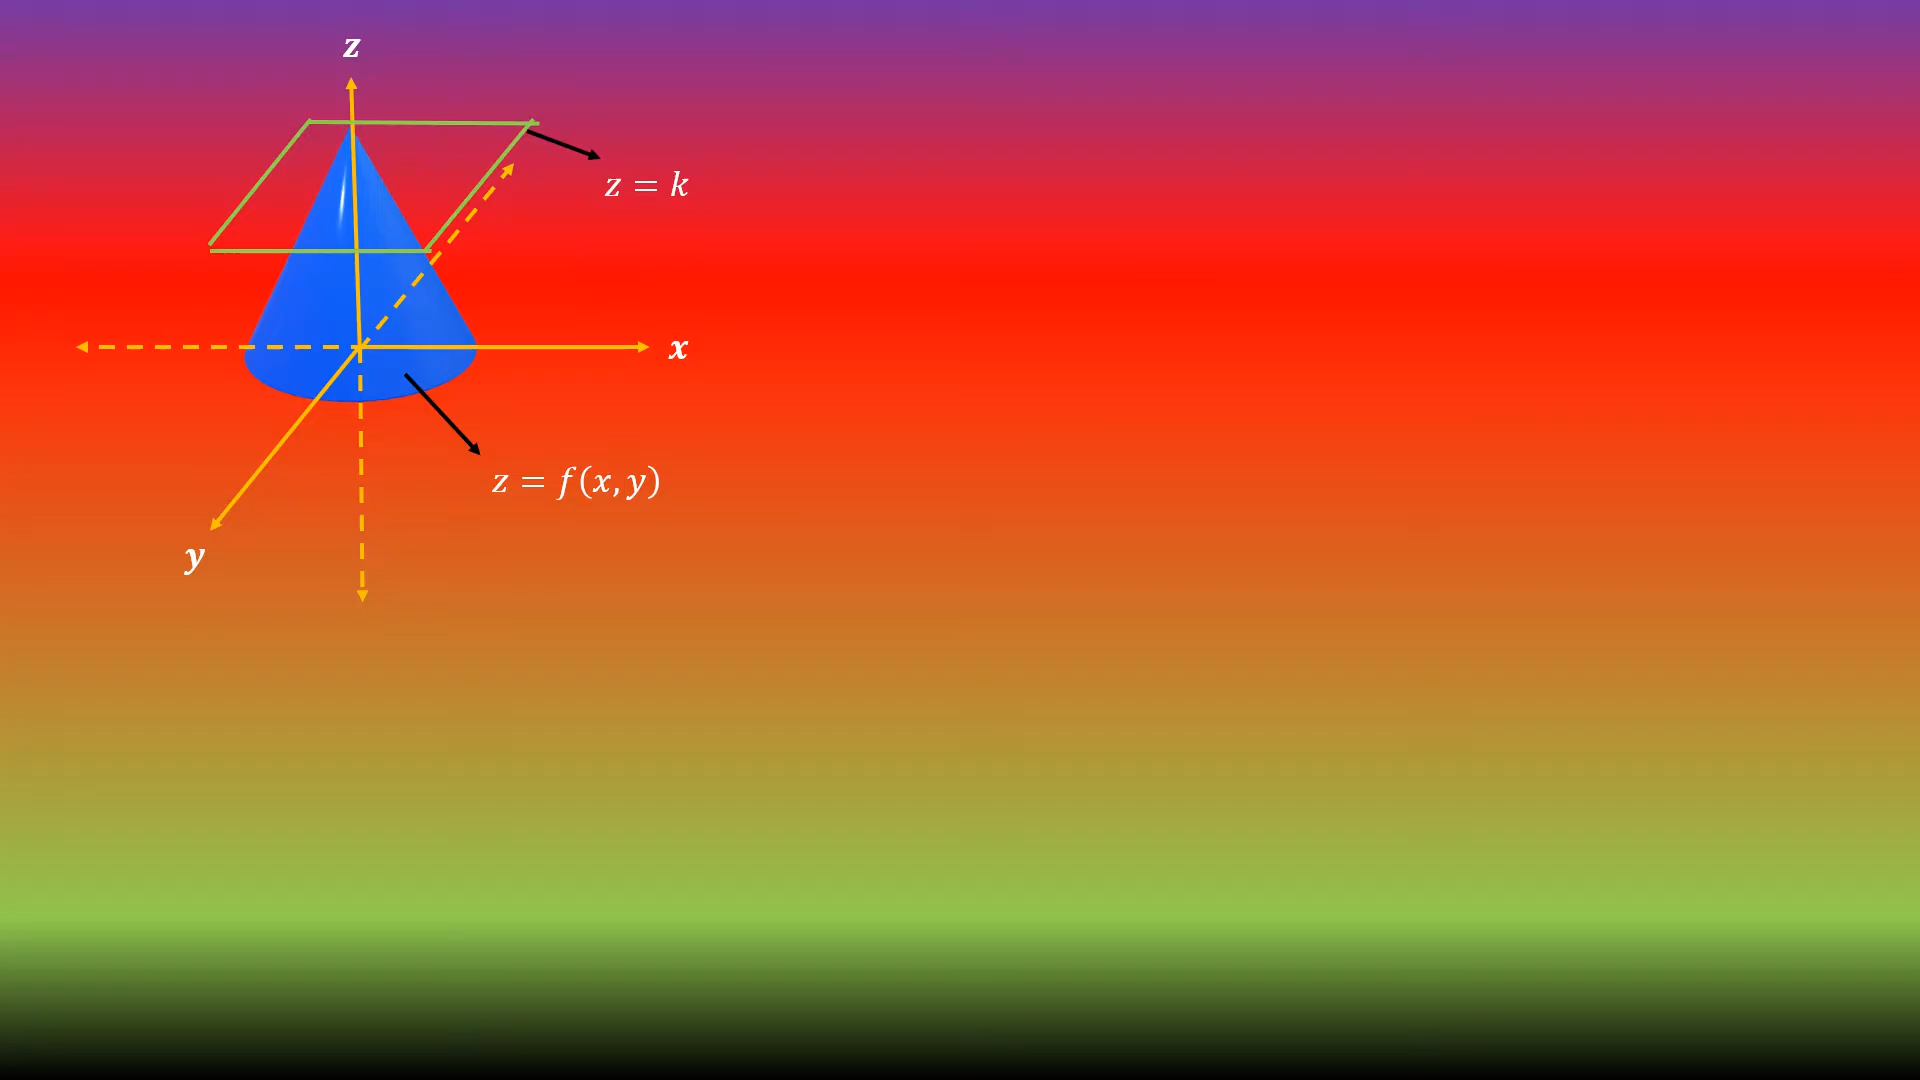 z
z = k
x
z = f(x, y)
y